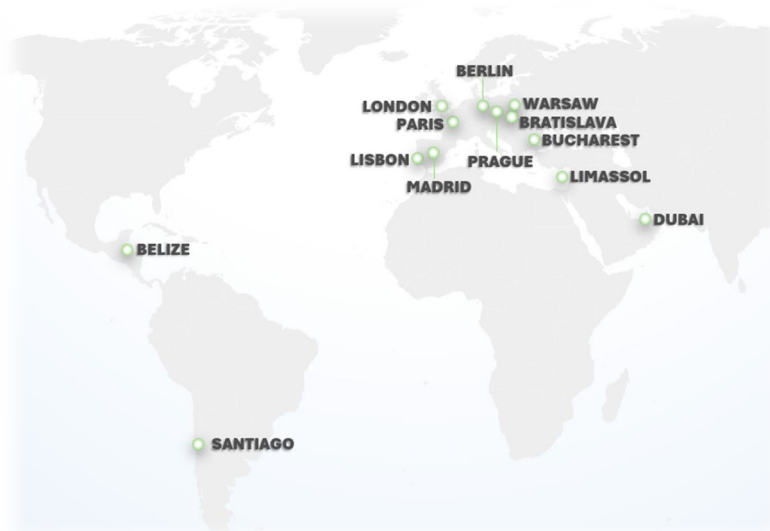 BERLIN
LONDON
WARSAW
PARIS
BRATISLAVA
BUCHAREST
LISBON
PRAGUE
LIMASSOL
MADRID
DUBAI
BELIZE
SANTIAGO